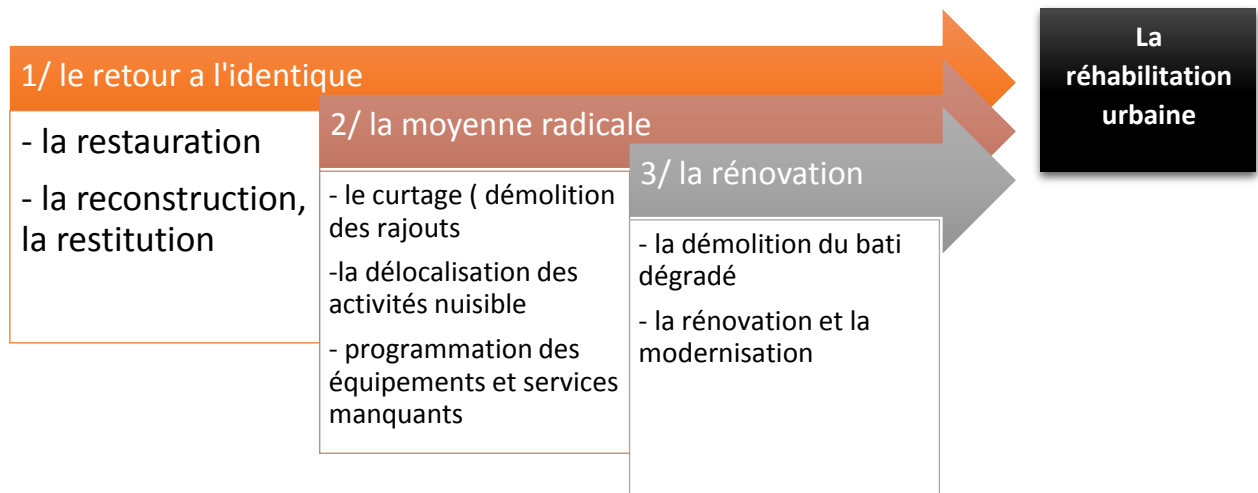 1/ le retour a l'identique
- la restauration
- la reconstruction,
la restitution
2/ la moyenne radicale
- le curtage ( démolition
des rajouts
-la délocalisation des
activités nuisible
- programmation des
équipements et services
manquants
3/ la rénovation
- la démolition du bati
dégradé
- la rénovation et la
modernisation
La
réhabilitation
urbaine